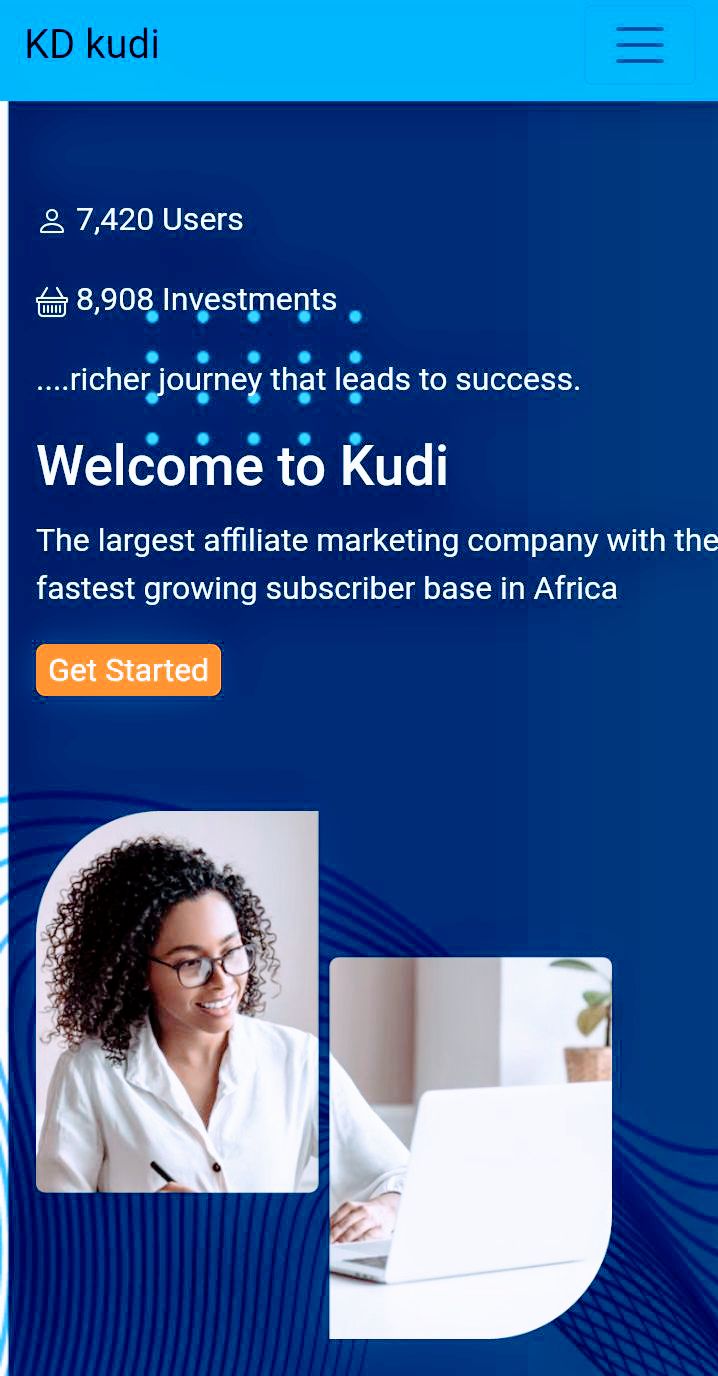 KD kudi
7,420 Users
8,908 Investments
....richer journey that leads to success.
Welcome to Kudi
The largest affiliate marketing company with the
fastest growing subscriber base in Africa
Get Started